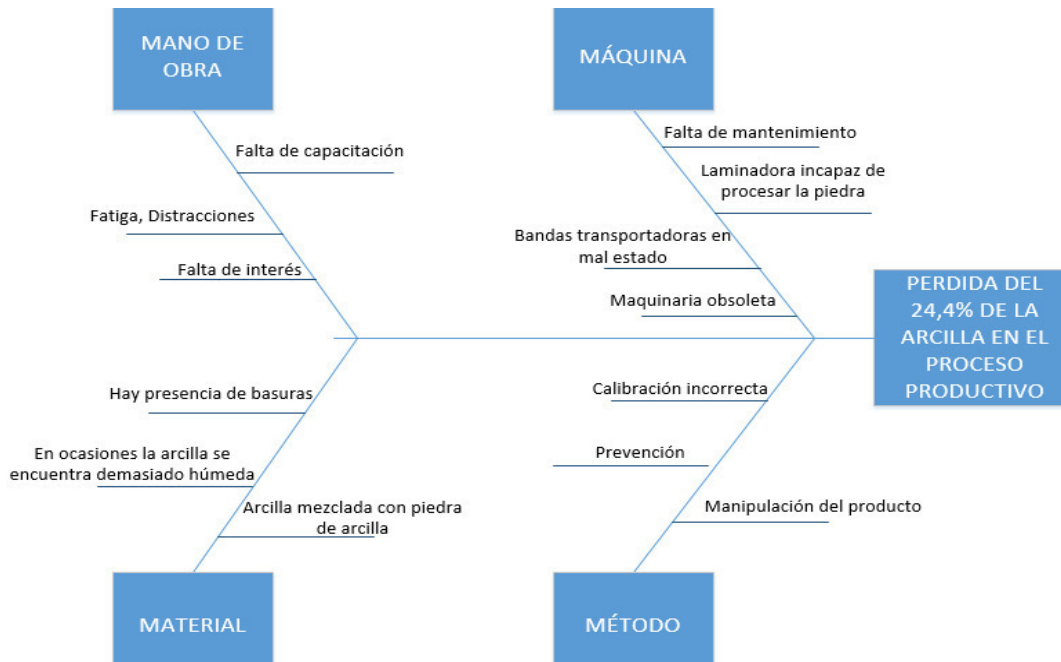 MANO DE
OBRA
MÁQUINA
Falta de capacitación
Fatiga, Distracciones
Falta de interés
Falta de mantenimiento
Laminadora incapaz de
procesar la piedra
Bandas transportadoras en
mal estado
Maquinaria obsoleta
PERDIDA DEL
24,4% DE LA
ARCILLA EN EL
PROCESO
PRODUCTIVO
Hay presencia de basuras
En ocasiones la arcilla se
encuentra demasiado húmeda
Arcilla mezclada con piedra
de arcilla
Calibración incorrecta
Prevención
Manipulación del producto
MATERIAL
MÉTODO